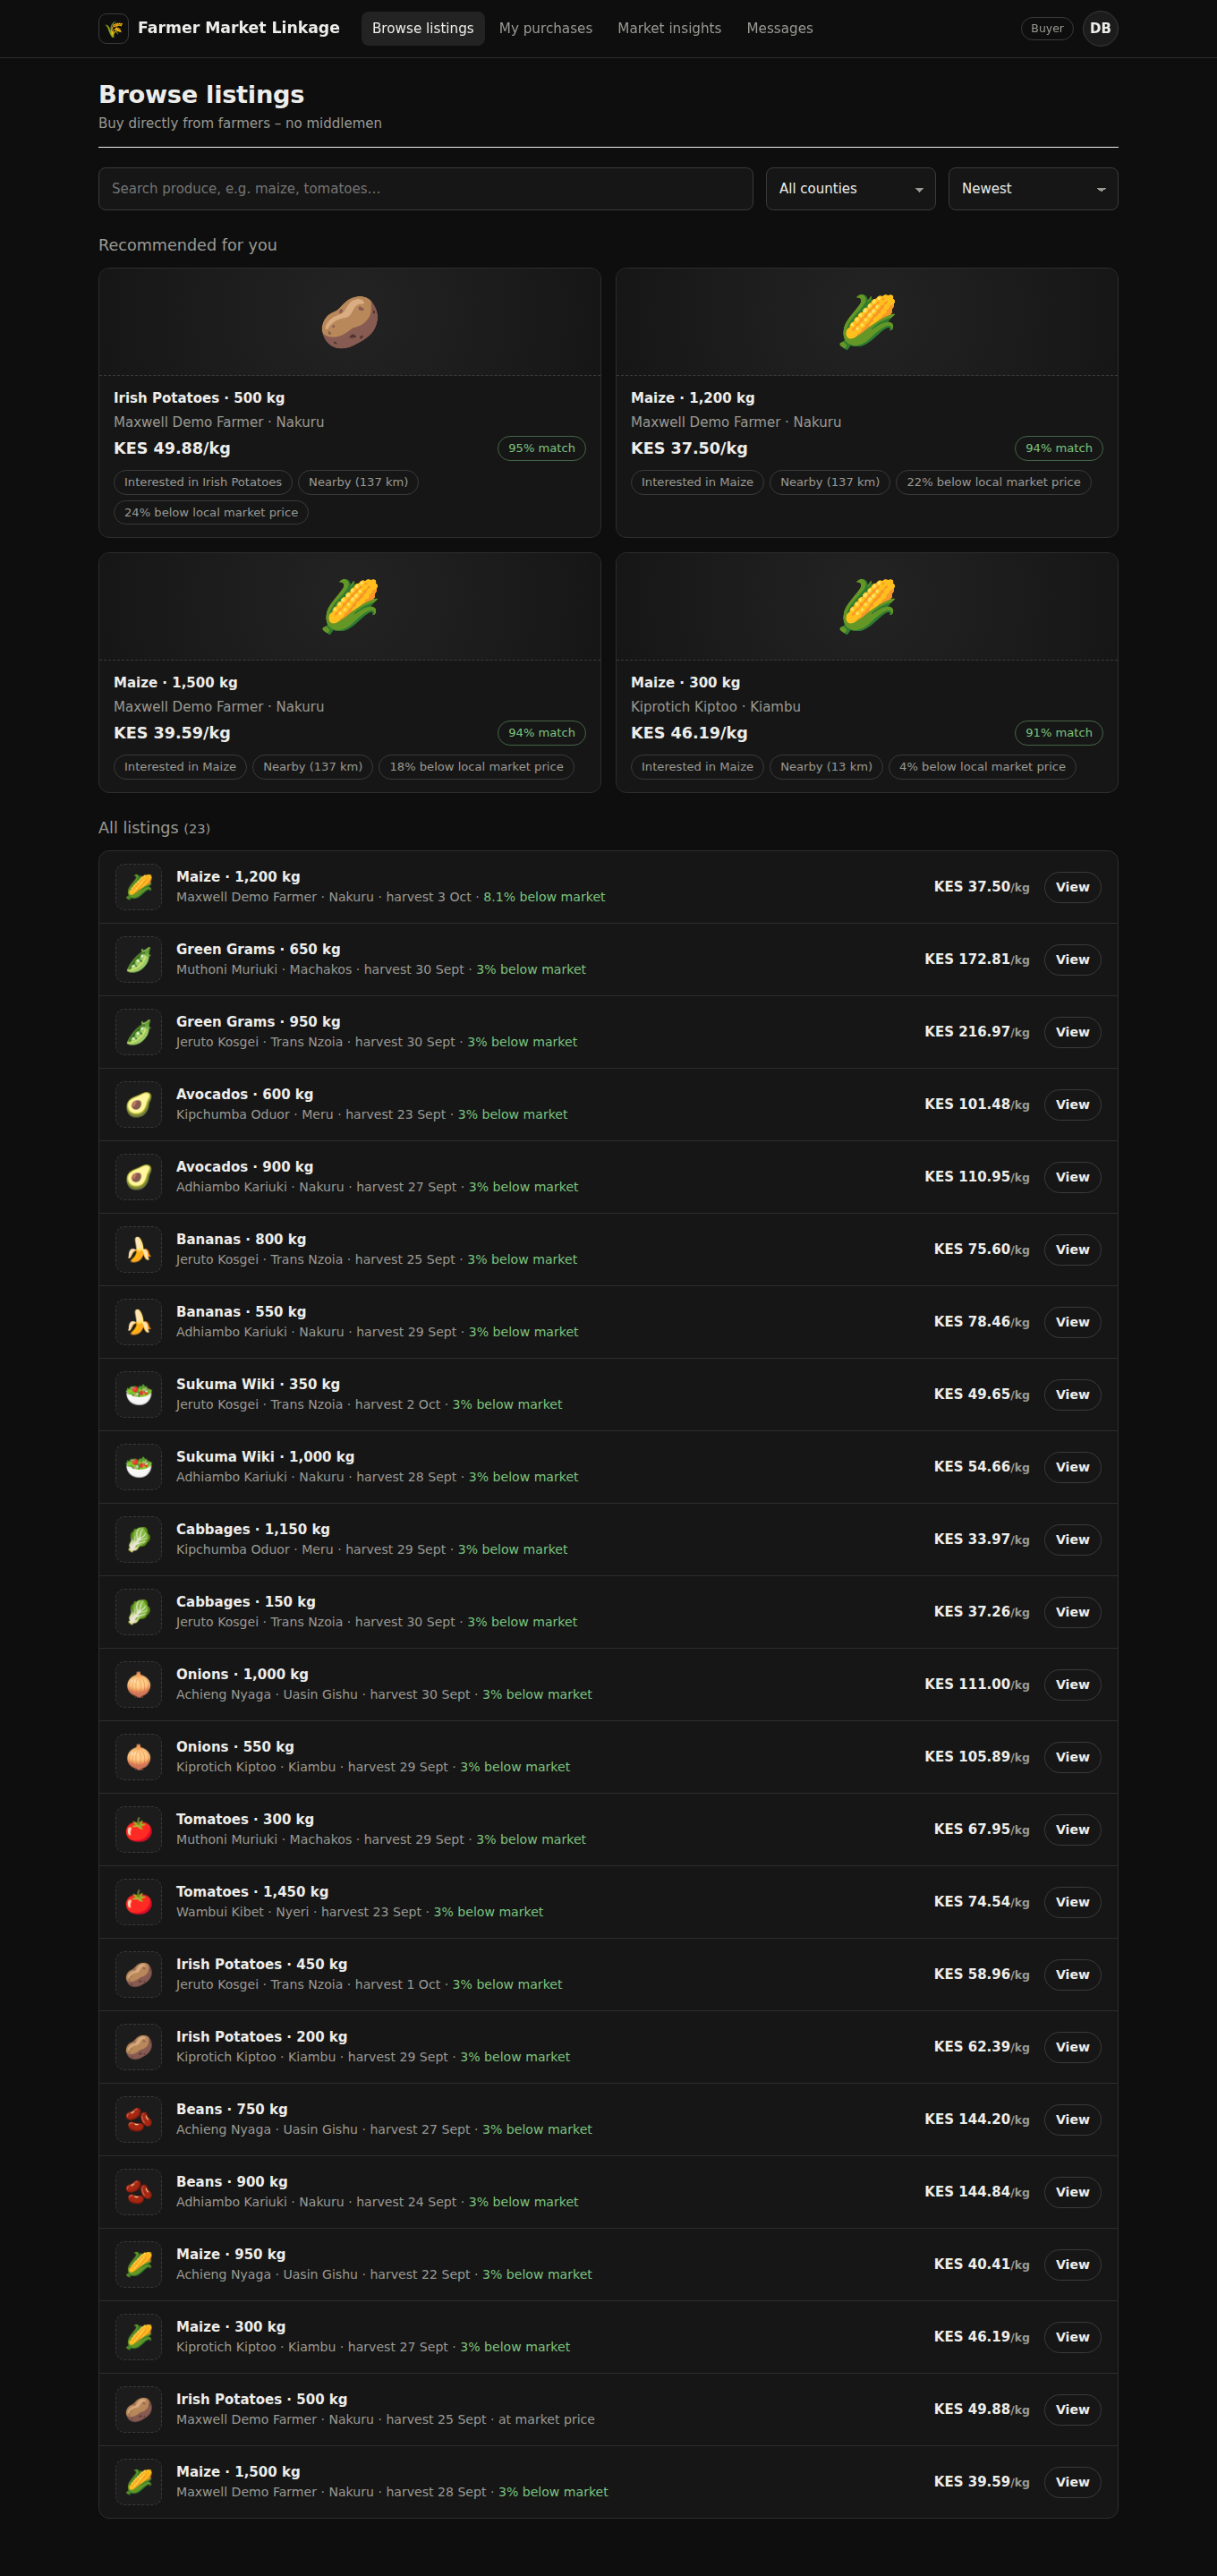 Farmer Market Linkage
Browse listings
My purchases
Market insights
Messages
Buyer
DB
Browse listings
Buy directly from farmers – no middlemen
Search produce, e.g. maize, tomatoes…
All counties
Newest
Recommended for you
Irish Potatoes · 500 kg
Maxwell Demo Farmer · Nakuru
KES 49.88/kg
95% match
Interested in Irish Potatoes
Nearby (137 km)
24% below local market price
Maize · 1,200 kg
Maxwell Demo Farmer · Nakuru
KES 37.50/kg
94% match
Interested in Maize
Nearby (137 km)
22% below local market price
Maize · 1,500 kg
Maxwell Demo Farmer · Nakuru
KES 39.59/kg
94% match
Interested in Maize
Nearby (137 km)
18% below local market price
Maize · 300 kg
Kiprotich Kiptoo · Kiambu
KES 46.19/kg
91% match
Interested in Maize
Nearby (13 km)
4% below local market price
All listings (23)
Maize · 1,200 kg
Maxwell Demo Farmer · Nakuru · harvest 3 Oct · 8.1% below market
KES 37.50/kg
View
Green Grams · 650 kg
Muthoni Muriuki · Machakos · harvest 30 Sept · 3% below market
KES 172.81/kg
View
Green Grams · 950 kg
Jeruto Kosgei · Trans Nzoia · harvest 30 Sept · 3% below market
KES 216.97/kg
View
Avocados · 600 kg
Kipchumba Oduor · Meru · harvest 23 Sept · 3% below market
KES 101.48/kg
View
Avocados · 900 kg
Adhiambo Kariuki · Nakuru · harvest 27 Sept · 3% below market
KES 110.95/kg
View
Bananas · 800 kg
Jeruto Kosgei · Trans Nzoia · harvest 25 Sept · 3% below market
KES 75.60/kg
View
Bananas · 550 kg
Adhiambo Kariuki · Nakuru · harvest 29 Sept · 3% below market
KES 78.46/kg
View
Sukuma Wiki · 350 kg
Jeruto Kosgei · Trans Nzoia · harvest 2 Oct · 3% below market
KES 49.65/kg
View
Sukuma Wiki · 1,000 kg
Adhiambo Kariuki · Nakuru · harvest 28 Sept · 3% below market
KES 54.66/kg
View
Cabbages · 1,150 kg
Kipchumba Oduor · Meru · harvest 29 Sept · 3% below market
KES 33.97/kg
View
Cabbages · 150 kg
Jeruto Kosgei · Trans Nzoia · harvest 30 Sept · 3% below market
KES 37.26/kg
View
Onions · 1,000 kg
Achieng Nyaga · Uasin Gishu · harvest 30 Sept · 3% below market
KES 111.00/kg
View
Onions · 550 kg
Kiprotich Kiptoo · Kiambu · harvest 29 Sept · 3% below market
KES 105.89/kg
View
Tomatoes · 300 kg
Muthoni Muriuki · Machakos · harvest 29 Sept · 3% below market
KES 67.95/kg
View
Tomatoes · 1,450 kg
Wambui Kibet · Nyeri · harvest 23 Sept · 3% below market
KES 74.54/kg
View
Irish Potatoes · 450 kg
Jeruto Kosgei · Trans Nzoia · harvest 1 Oct · 3% below market
KES 58.96/kg
View
Irish Potatoes · 200 kg
Kiprotich Kiptoo · Kiambu · harvest 29 Sept · 3% below market
KES 62.39/kg
View
Beans · 750 kg
Achieng Nyaga · Uasin Gishu · harvest 27 Sept · 3% below market
KES 144.20/kg
View
Beans · 900 kg
Adhiambo Kariuki · Nakuru · harvest 24 Sept · 3% below market
KES 144.84/kg
View
Maize · 950 kg
Achieng Nyaga · Uasin Gishu · harvest 22 Sept · 3% below market
KES 40.41/kg
View
Maize · 300 kg
Kiprotich Kiptoo · Kiambu · harvest 27 Sept · 3% below market
KES 46.19/kg
View
Irish Potatoes · 500 kg
Maxwell Demo Farmer · Nakuru · harvest 25 Sept · at market price
KES 49.88/kg
View
Maize · 1,500 kg
Maxwell Demo Farmer · Nakuru · harvest 28 Sept · 3% below market
KES 39.59/kg
View